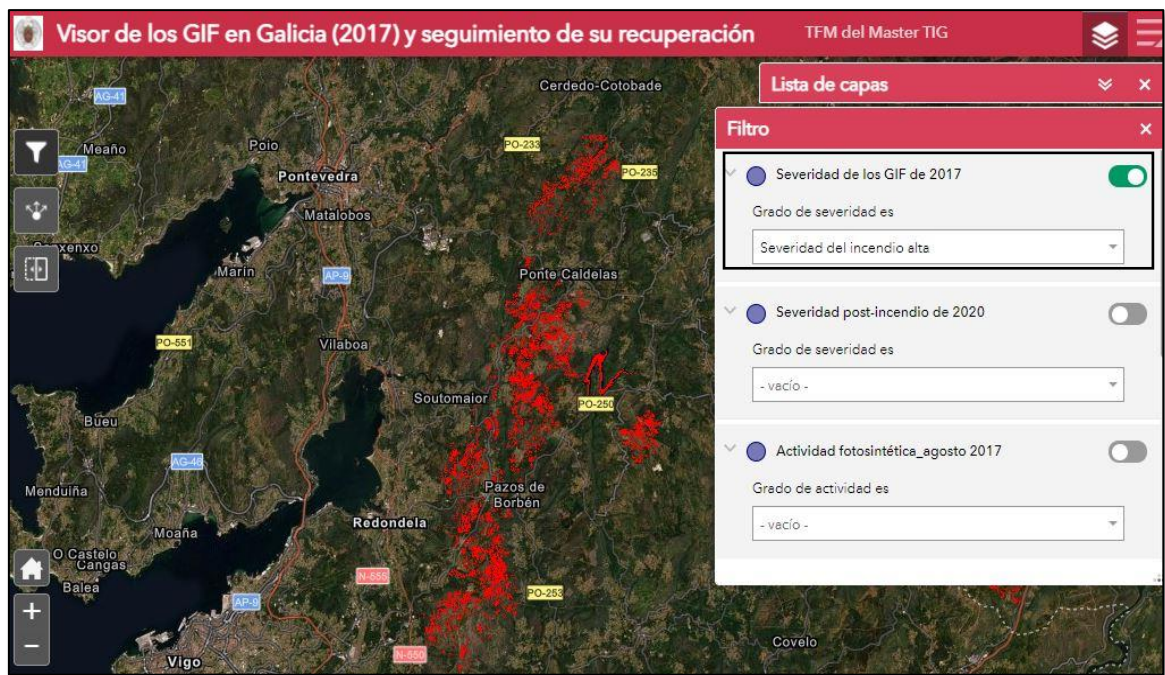 Visor de los GIF en Galicia (2017) y seguimiento de su recuperación
TFM del Master TIG
Lista de capas
Filtro
Severidad de los GIF de 2017
Grado de severidad es
Severidad del incendio alta
Severidad post-incendio de 2020
Grado de severidad es
- vacío -
Actividad fotosintética_agosto 2017
Grado de actividad es
- vacío -
Cerdedo-Cotobade
AG-41
Meaño
Poio
PO-233
AG-41
Pontevedra
PO-235
Matalobos
Marín
AP-9
Ponte Caldelas
PO-551
Vilaboa
Soutomaior
PO-250
Bueu
AG-46
Menduiña
Pazos de
Borbén
Redondela
Moaña
O Castelo
Cangas
Balea
N-555
AP-9
PO-253
Covelo
N-550
Vigo
+
−